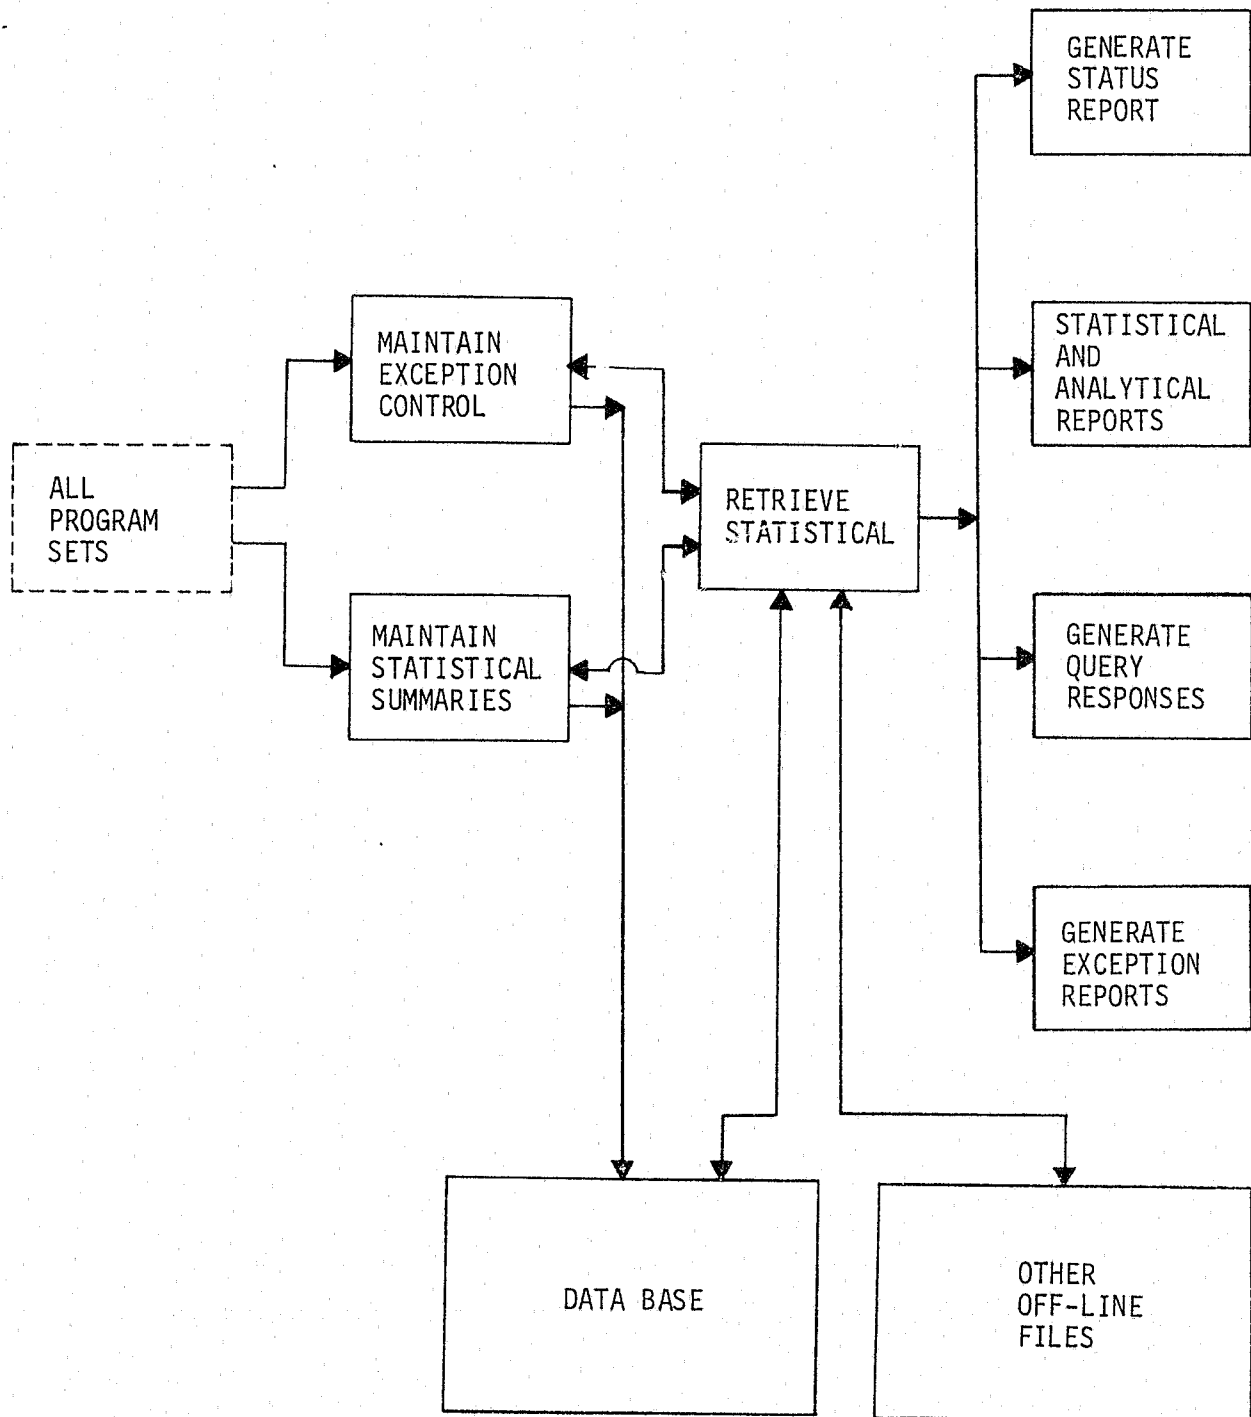 GENERATE
STATUS
REPORT
STATISTICAL
AND
ANALYTICAL
REPORTS
MAINTAIN
EXCEPTION
CONTROL
ALL
PROGRAM
SETS
RETRIEVE
STATISTICAL
MAINTAIN
STATISTICAL
SUMMARIES
GENERATE
QUERY
RESPONSES
GENERATE
EXCEPTION
REPORTS
DATA BASE
OTHER
OFF-LINE
FILES